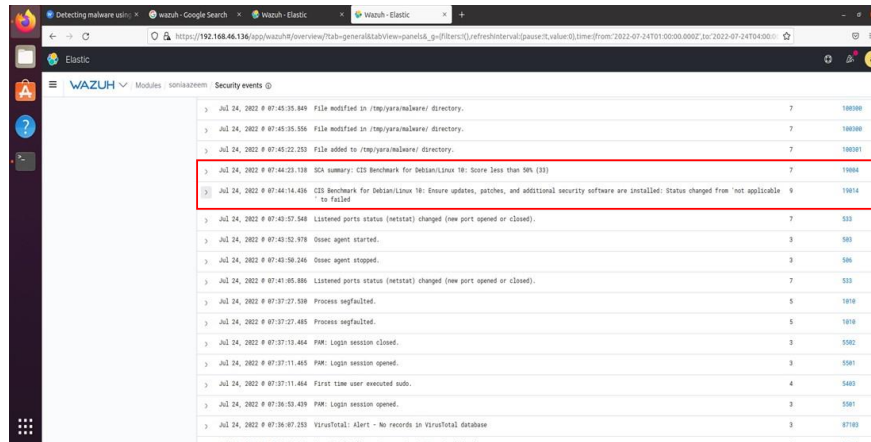 Detecting malware using
wazuh - Google Search
Wazuh - Elastic
Wazuh - Elastic
https://192.168.46.136/app/wazuh#/overview/?tab=general&tabView=panels&_g=(filters:!(),refreshInterval:(pause:!t,value:0),time:(from:'2022-07-24T01:00:00.000Z',to:'2022-07-24T04:00:0
Elastic
WAZUH Modules soniaazeem Security events
Jul 24, 2022 @ 07:45:35.849 File modified in /tmp/yara/malware/ directory. 7 100300
Jul 24, 2022 @ 07:45:35.556 File modified in /tmp/yara/malware/ directory. 7 100300
Jul 24, 2022 @ 07:45:22.253 File added to /tmp/yara/malware/ directory. 7 100301
Jul 24, 2022 @ 07:44:23.138 SCA summary: CIS Benchmark for Debian/Linux 10: Score less than 50% (33) 7 19004
Jul 24, 2022 @ 07:44:14.436 CIS Benchmark for Debian/Linux 10: Ensure updates, patches, and additional security software are installed: Status changed from 'not applicable 9 19014
' to failed
Jul 24, 2022 @ 07:43:57.548 Listened ports status (netstat) changed (new port opened or closed). 7 533
Jul 24, 2022 @ 07:43:52.978 Ossec agent started. 3 503
Jul 24, 2022 @ 07:43:50.246 Ossec agent stopped. 3 506
Jul 24, 2022 @ 07:41:05.886 Listened ports status (netstat) changed (new port opened or closed). 7 533
Jul 24, 2022 @ 07:37:27.530 Process segfaulted. 5 1010
Jul 24, 2022 @ 07:37:27.485 Process segfaulted. 5 1010
Jul 24, 2022 @ 07:37:13.464 PAM: Login session closed. 3 5502
Jul 24, 2022 @ 07:37:11.465 PAM: Login session opened. 3 5501
Jul 24, 2022 @ 07:37:11.464 First time user executed sudo. 4 5403
Jul 24, 2022 @ 07:36:53.439 PAM: Login session opened. 3 5501
Jul 24, 2022 @ 07:36:07.253 VirusTotal: Alert - No records in VirusTotal database 3 87103